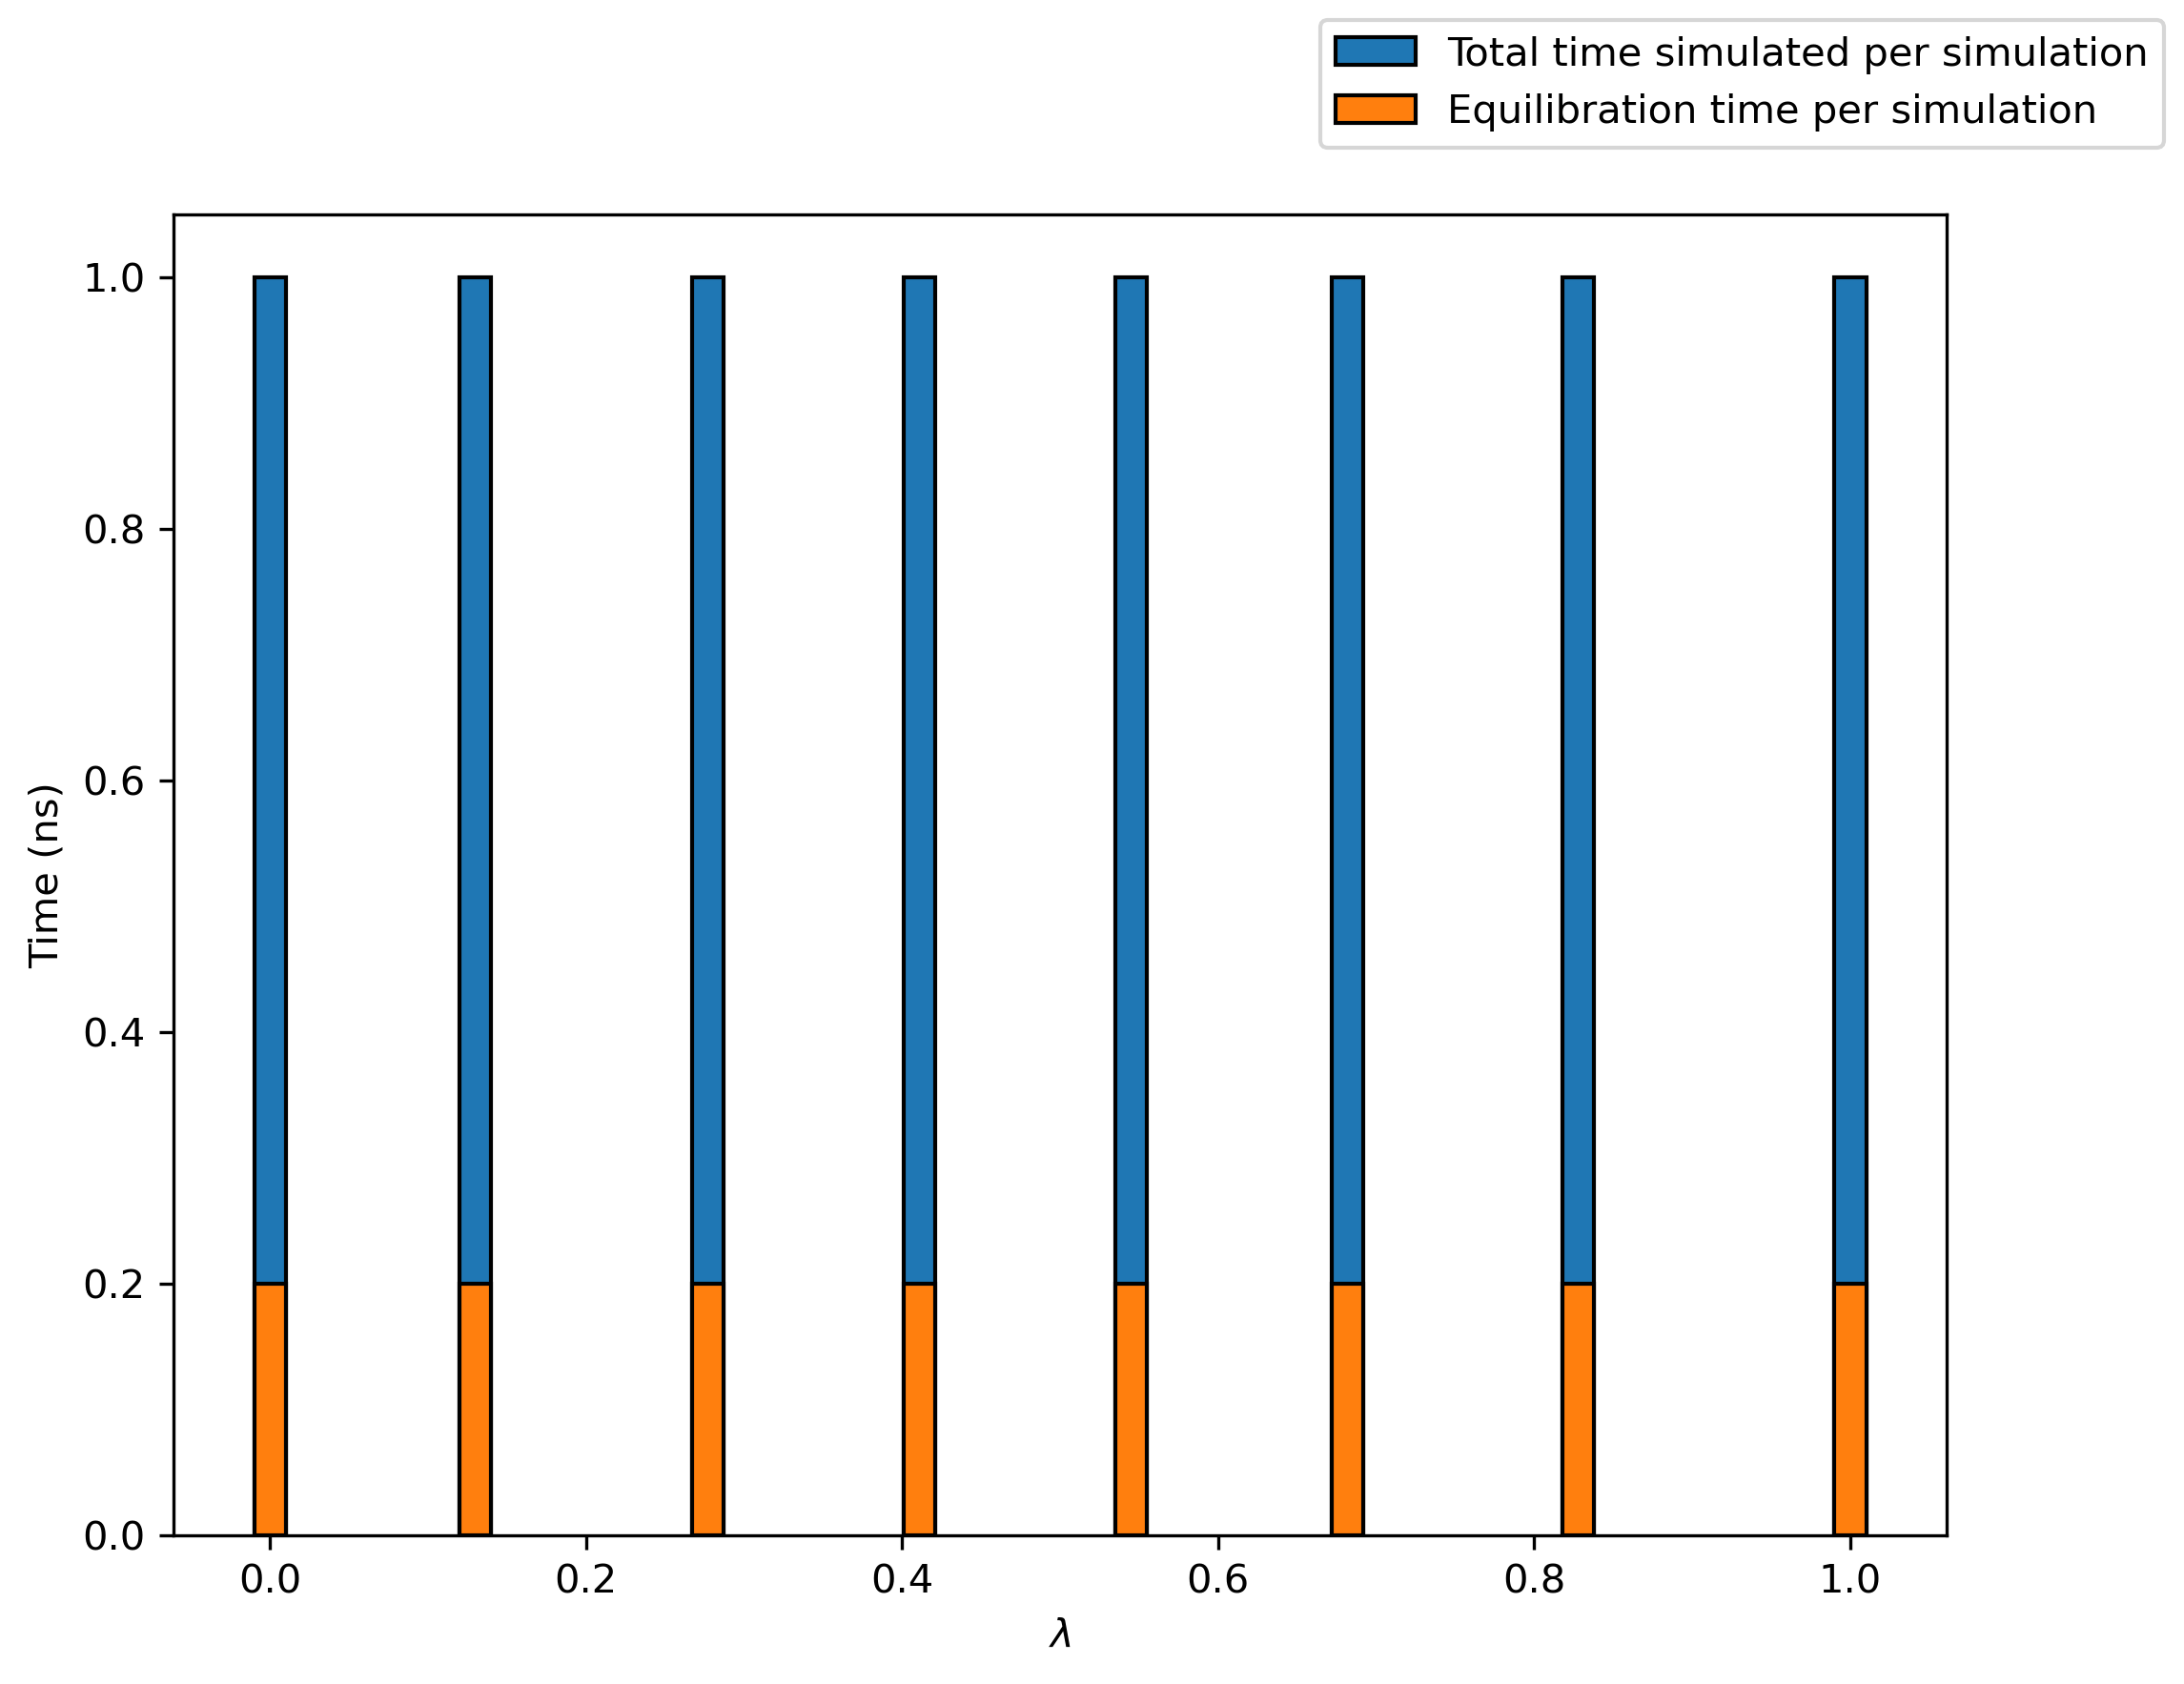 Total time simulated per simulation
Equilibration time per simulation
1.0
0.8
0.6
0.4
0.2
0.0
Time (ns)
0.0 0.2 0.4 0.6 0.8 1.0
λ